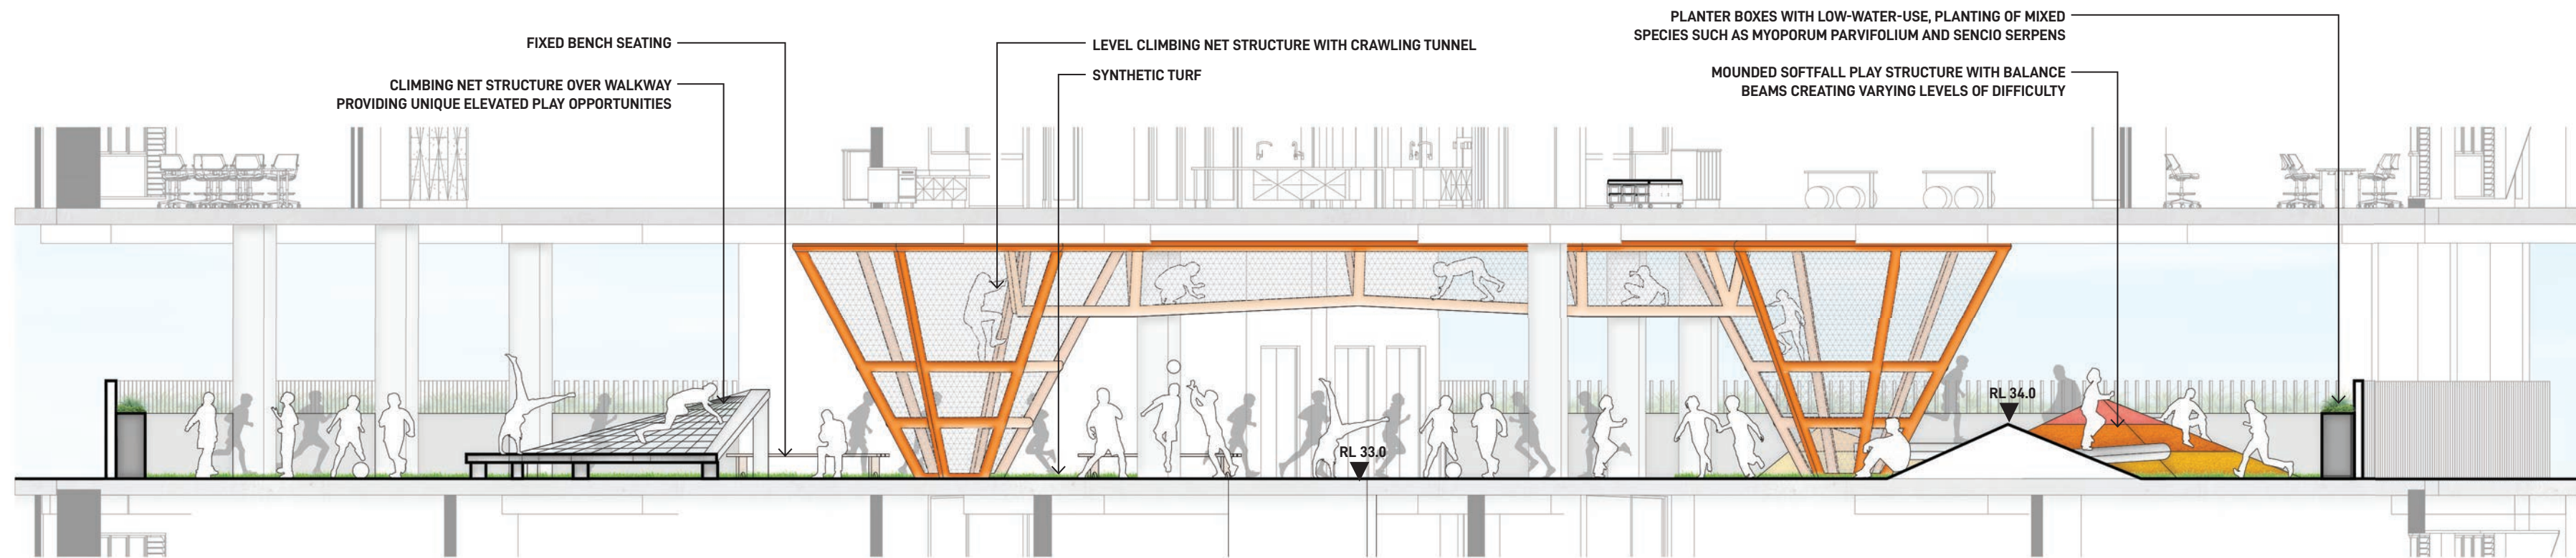 FIXED BENCH SEATING
CLIMBING NET STRUCTURE OVER WALKWAY
PROVIDING UNIQUE ELEVATED PLAY OPPORTUNITIES
LEVEL CLIMBING NET STRUCTURE WITH CRAWLING TUNNEL
SYNTHETIC TURF
PLANTER BOXES WITH LOW-WATER-USE, PLANTING OF MIXED
SPECIES SUCH AS MYOPORUM PARVIFOLIUM AND SENCIO SERPENS
MOUNDED SOFTFALL PLAY STRUCTURE WITH BALANCE
BEAMS CREATING VARYING LEVELS OF DIFFICULTY
RL 34.0
RL 33.0